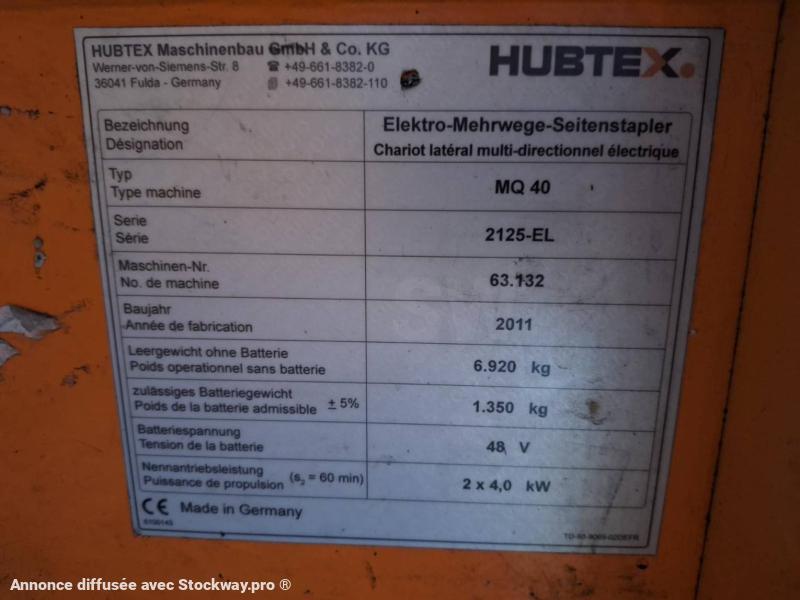 HUBTEX Maschinenbau GmbH & Co. KG
Werner-von-Siemens-Str. 8 ☎ +49-661-8382-0
36041 Fulda - Germany +49-661-8382-110
HUBTEX.
Bezeichnung
Désignation
Elektro-Mehrwege-Seitenstapler
Chariot latéral multi-directionnel électrique
Typ
Type machine
MQ 40
Serie
Série
2125-EL
Maschinen-Nr.
No. de machine
63.132
Baujahr
Année de fabrication
2011
Leergewicht ohne Batterie
Poids operationnel sans batterie
6.920 kg
zulässiges Batteriegewicht
Poids de la batterie admissible ± 5%
1.350 kg
Batteriespannung
Tension de la batterie
48 V
Nennantriebsleistung
Puissance de propulsion (s₂ = 60 min)
2 x 4,0 kW
CE Made in Germany
Annonce diffusée avec Stockway.pro ®